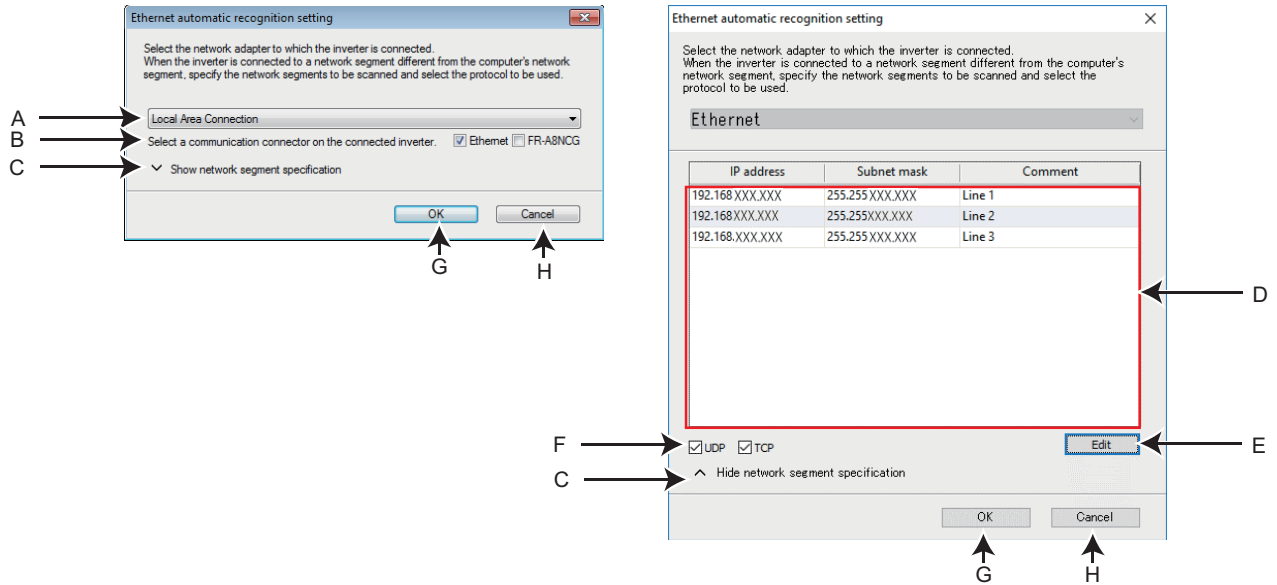 Ethernet automatic recognition setting
Select the network adapter to which the inverter is connected.
When the inverter is connected to a network segment different from the computer's network
segment, specify the network segments to be scanned and select the protocol to be used.
A
Local Area Connection
B
Select a communication connector on the connected inverter.
Ethernet
FR-A8NCG
C
Show network segment specification
OK
Cancel
G
H
Ethernet automatic recognition setting
Select the network adapter to which the inverter is connected.
When the inverter is connected to a network segment different from the computer's
network segment, specify the network segments to be scanned and select the
protocol to be used.
Ethernet
IP address Subnet mask Comment
192.168 XXX.XXX 255.255 XXX.XXX Line 1
192.168 XXX.XXX 255.255 XXX.XXX Line 2
192.168.XXX.XXX 255.255 XXX.XXX Line 3
D
F
UDP
TCP
Edit
E
C
Hide network segment specification
OK
Cancel
G
H